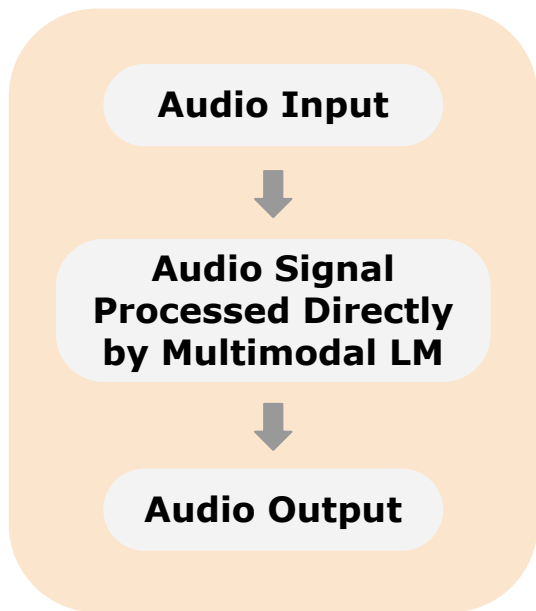 Audio Input
Audio Signal
Processed Directly
by Multimodal LM
Audio Output